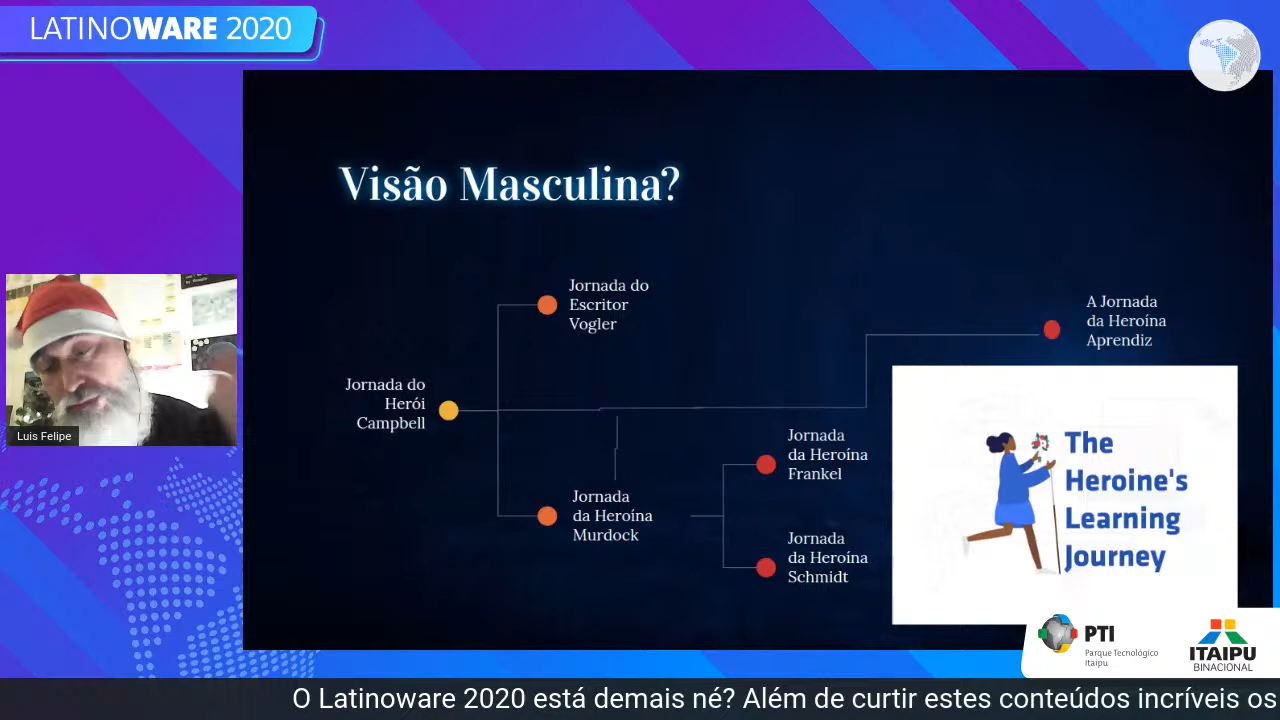 LATINOWARE 2020
Visão Masculina?
Jornada do
Escritor
Vogler
A Jornada
da Heroína
Aprendiz
Jornada do
Herói
Campbell
Jornada
da Heroína
Frankel
Jornada
da Heroína
Murdock
Jornada
da Heroína
Schmidt
The
Heroine's
Learning
Journey
Luis Felipe
PTI
Parque Tecnológico
Itaipu
ITAIPU
BINACIONAL
O Latinoware 2020 está demais né? Além de curtir estes conteúdos incríveis os